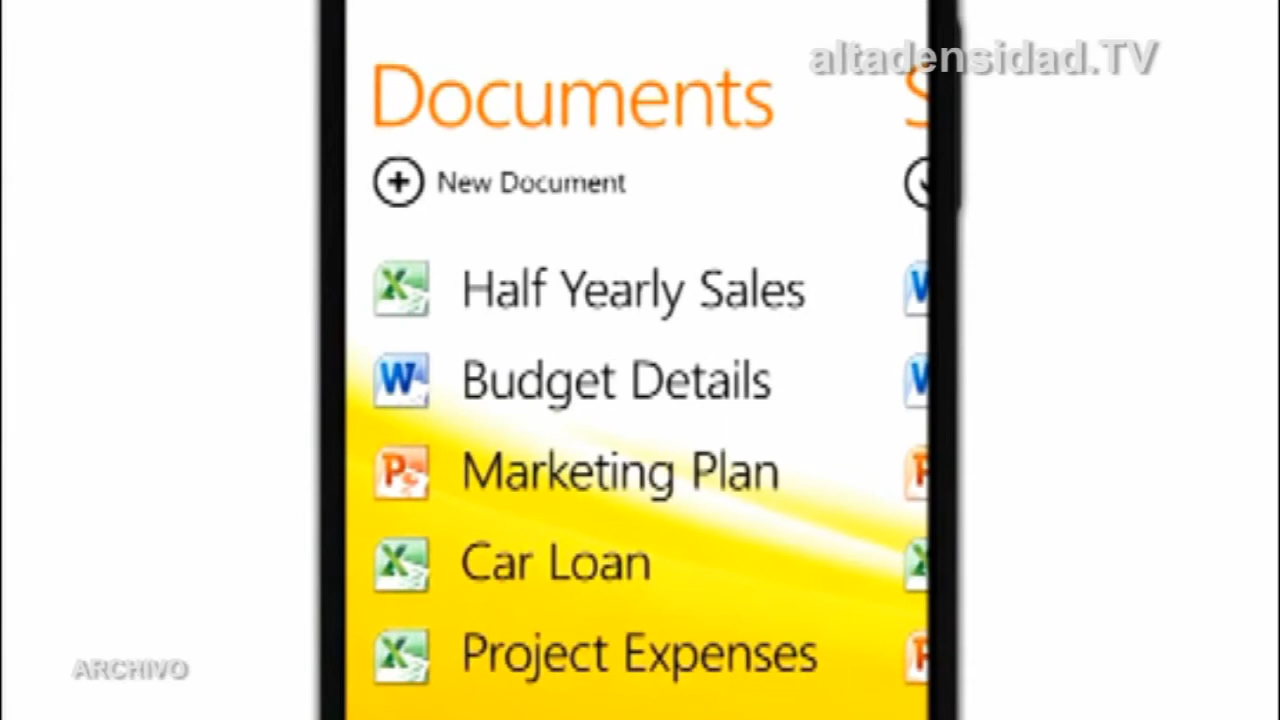 altadensidad.TV
Documents
New Document
Half Yearly Sales
Budget Details
Marketing Plan
Car Loan
Project Expenses
ARCHIVO